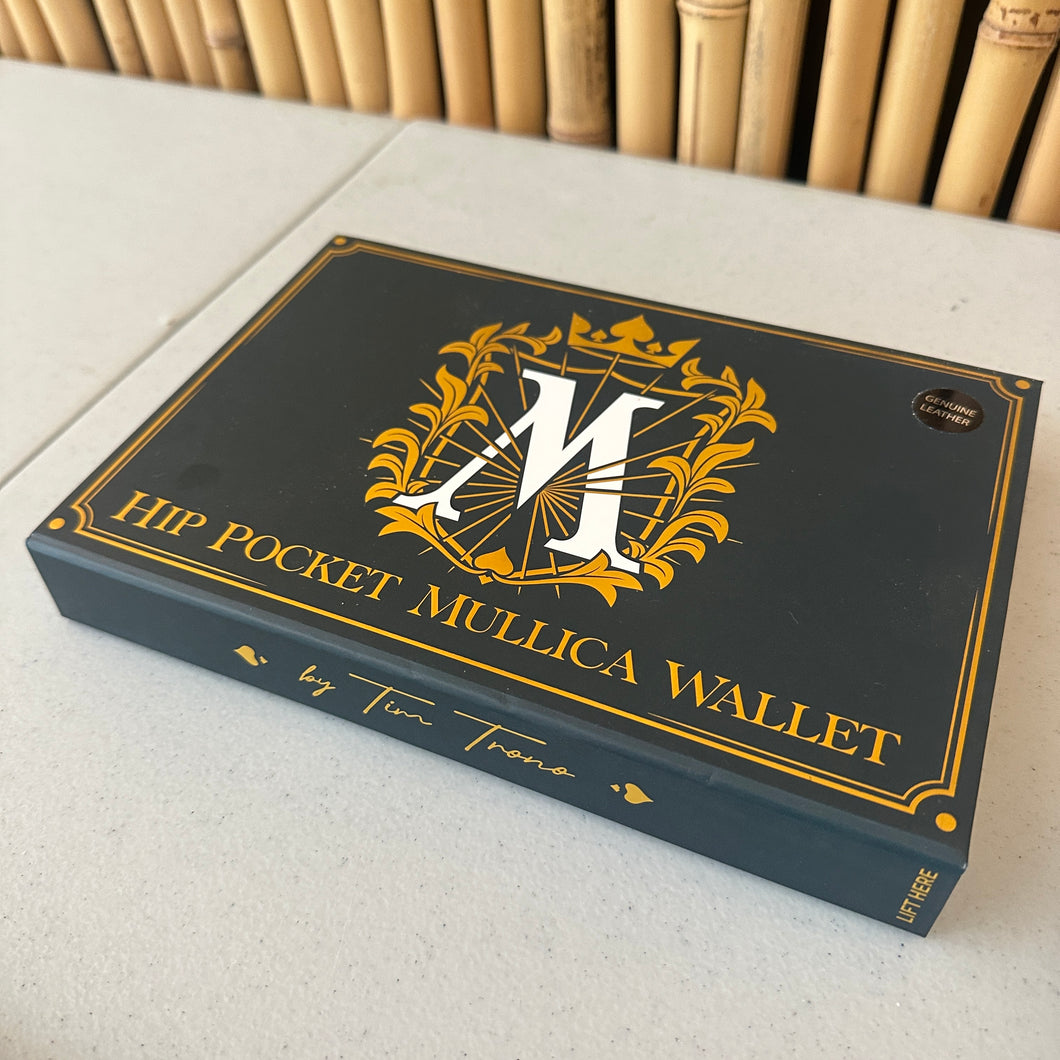 M
GENUINE
LEATHER
HIP POCKET MULLICA WALLET
by Tim Trono
LIFT HERE